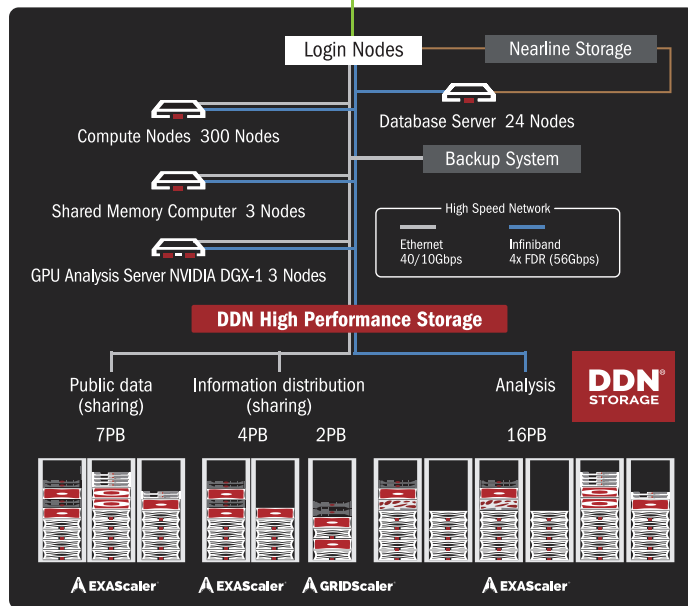 Login Nodes
Nearline Storage
Database Server 24 Nodes
Compute Nodes 300 Nodes
Backup System
Shared Memory Computer 3 Nodes
High Speed Network
Ethernet
40/10Gbps
Infiniband
4x FDR (56Gbps)
GPU Analysis Server NVIDIA DGX-1 3 Nodes
DDN High Performance Storage
Public data
(sharing)
Information distribution
(sharing)
Analysis
DDN®
STORAGE
7PB
4PB
2PB
16PB
EXAScaler
EXAScaler
GRIDScaler
EXAScaler